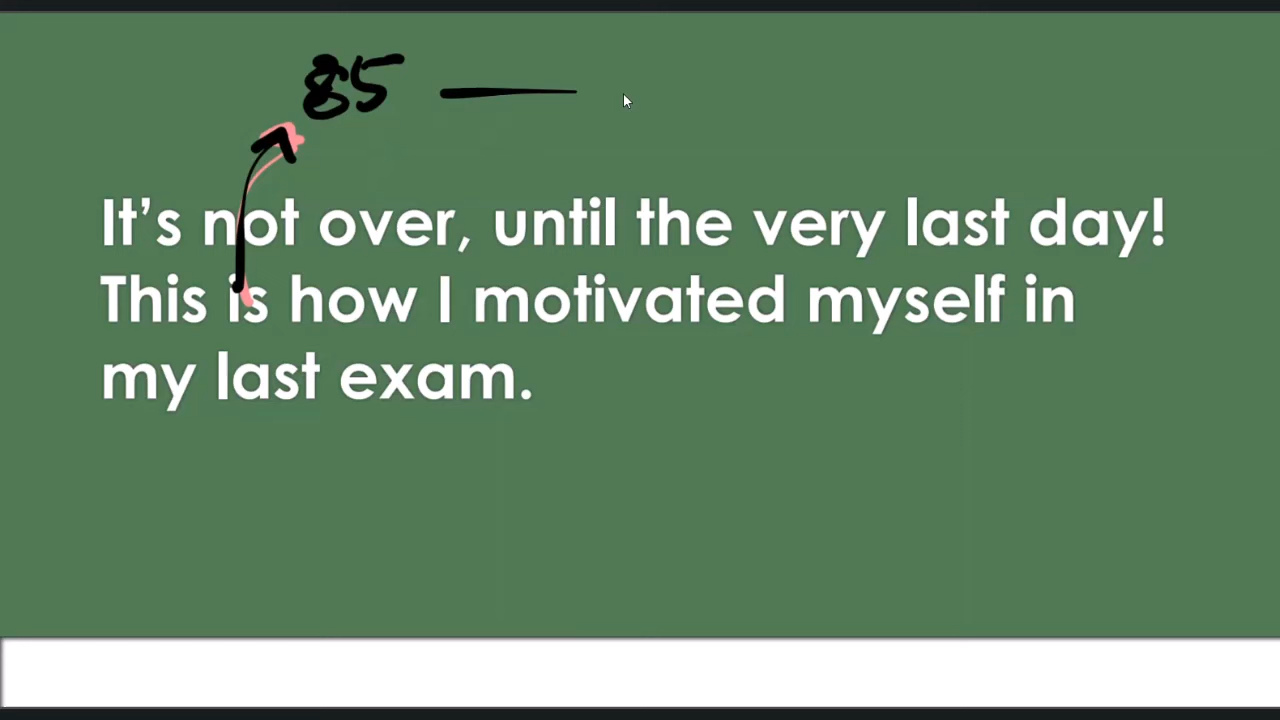 85 —
It's not over, until the very last day!
This is how I motivated myself in
my last exam.